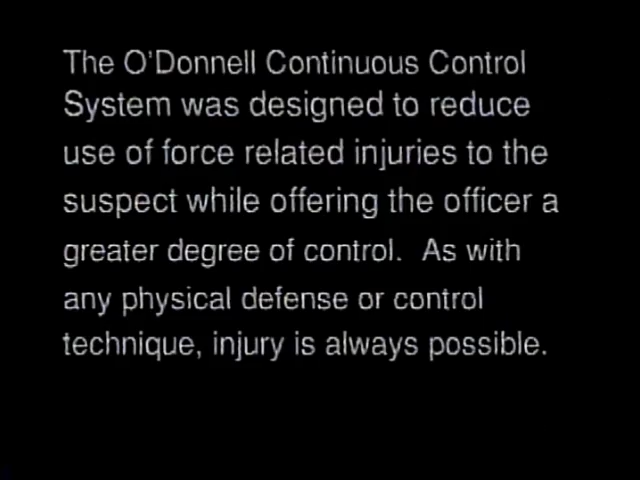 The O'Donnell Continuous Control
System was designed to reduce
use of force related injuries to the
suspect while offering the officer a
greater degree of control.  As with
any physical defense or control
technique, injury is always possible.